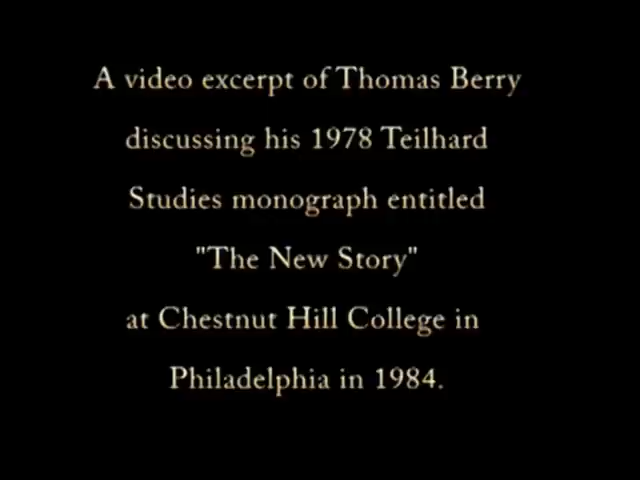 A video excerpt of Thomas Berry
discussing his 1978 Teilhard
Studies monograph entitled
"The New Story"
at Chestnut Hill College in
Philadelphia in 1984.